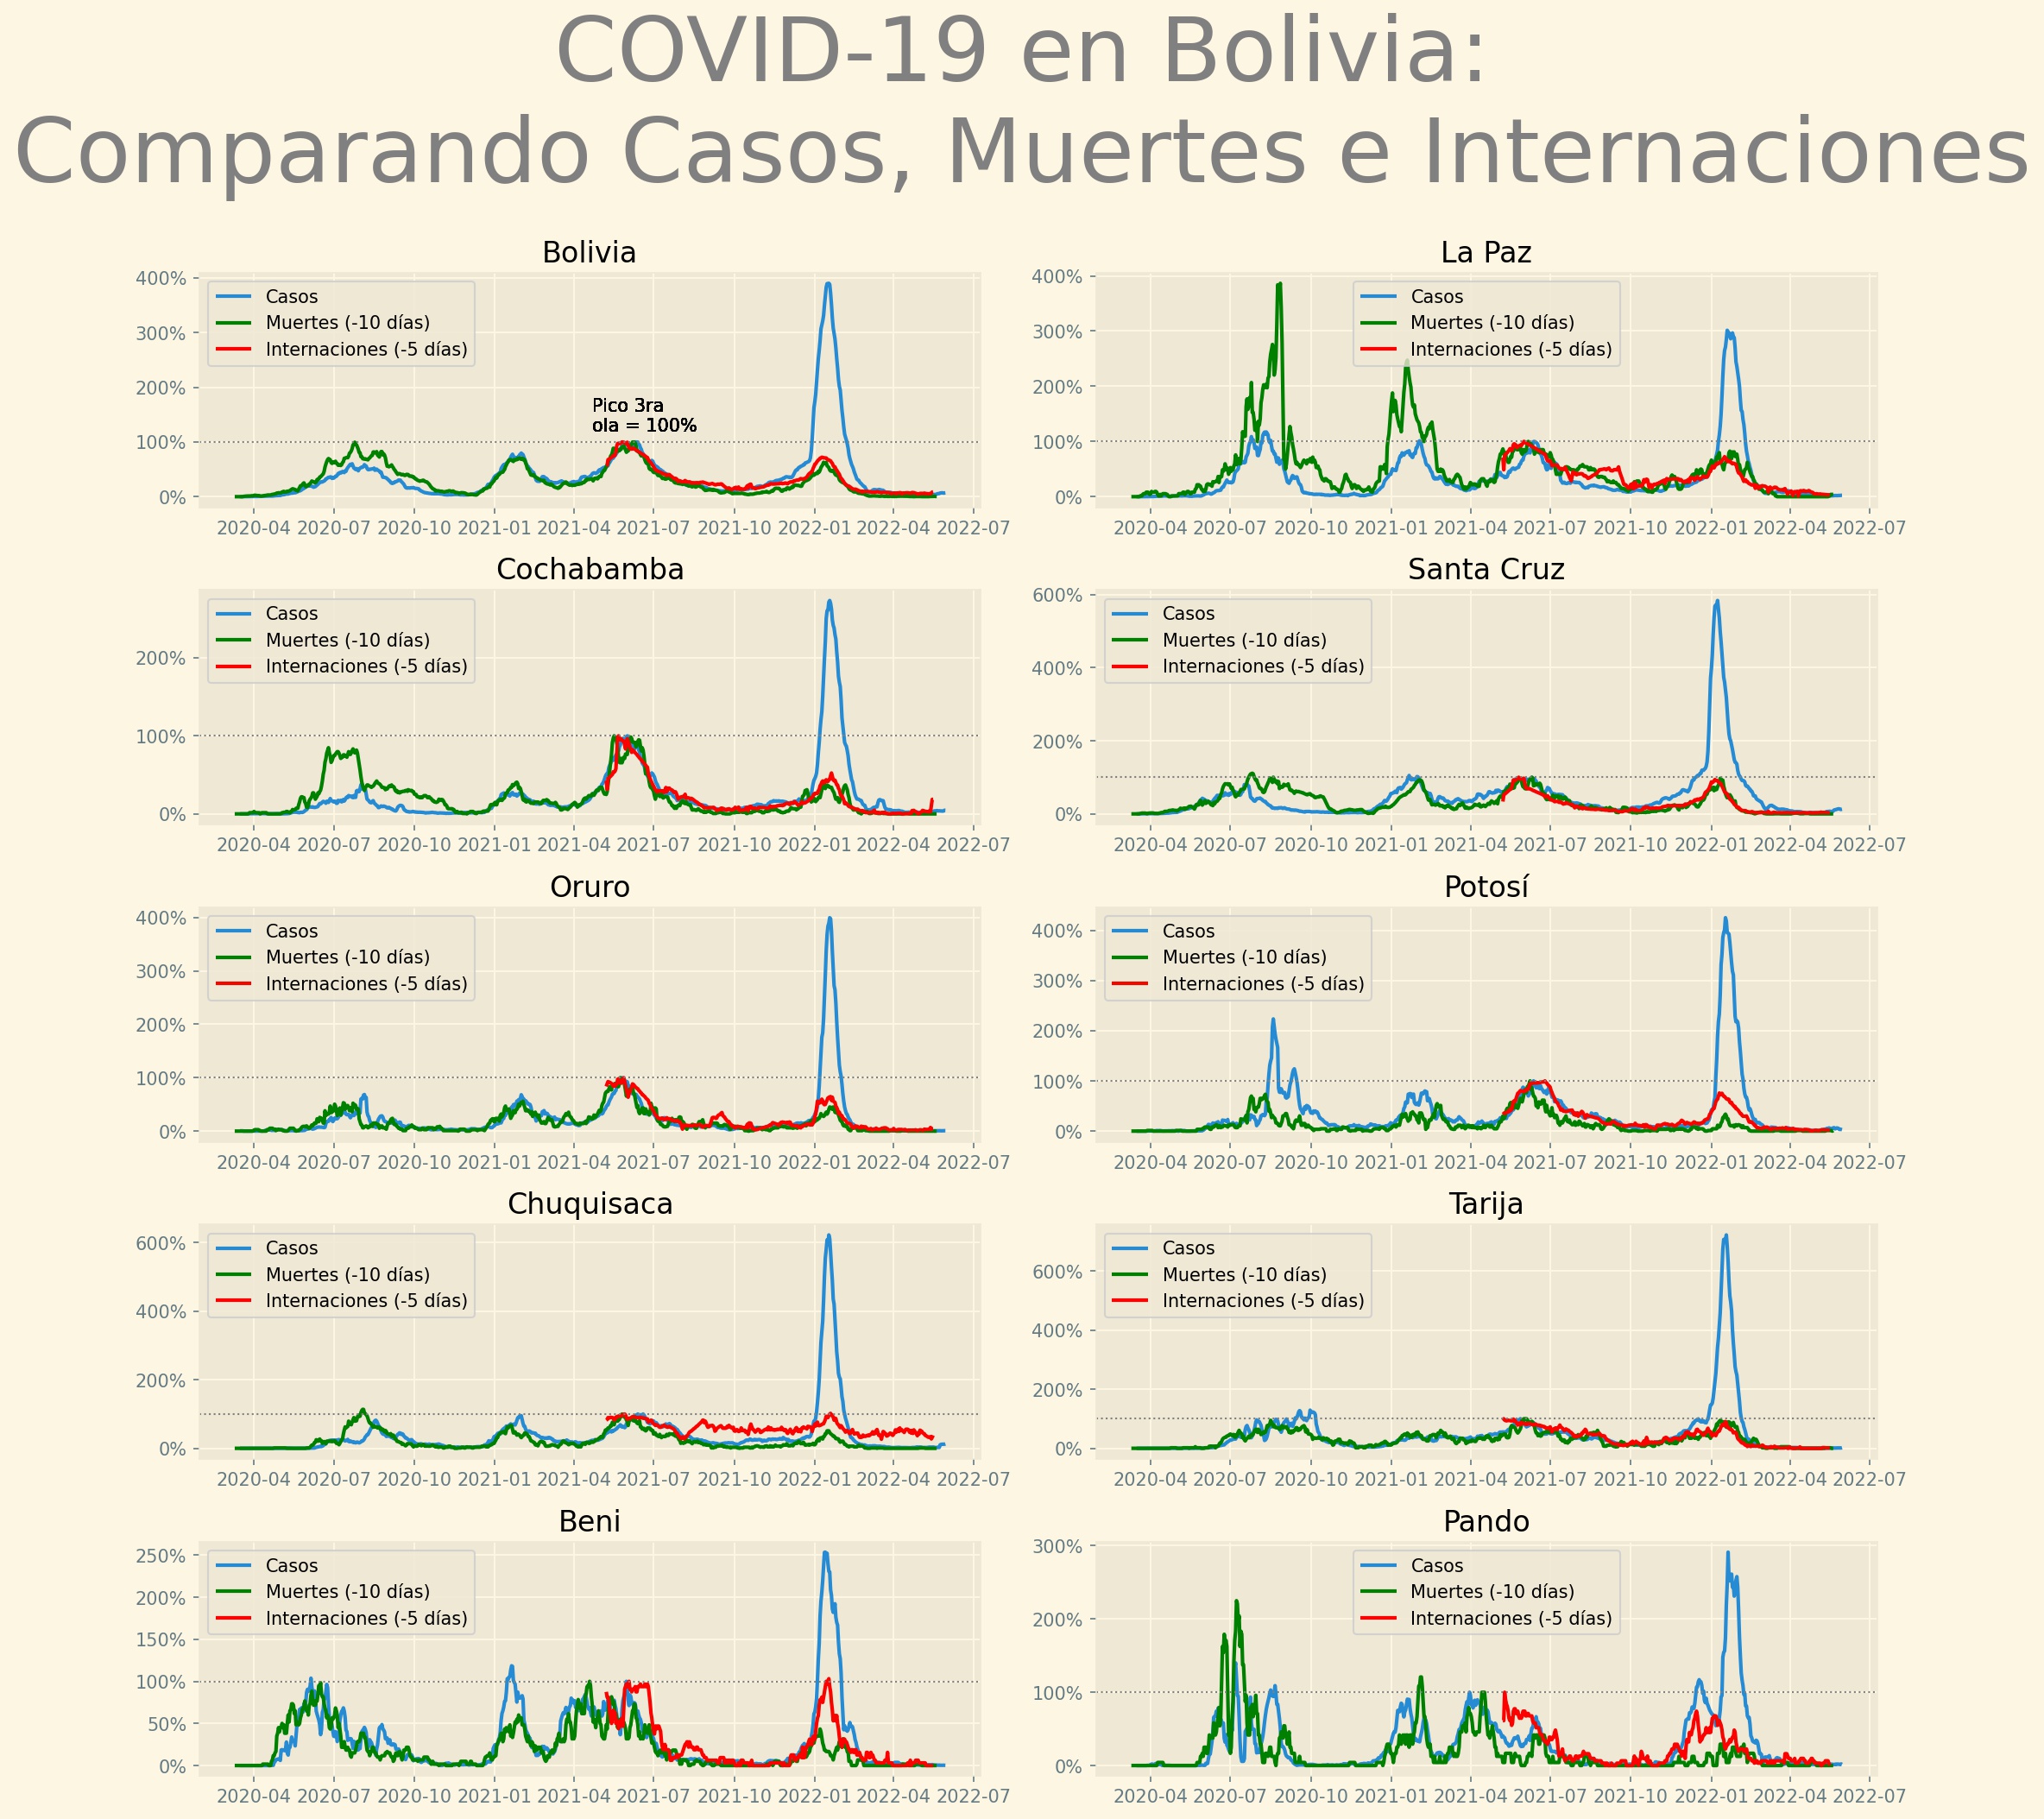 COVID-19 en Bolivia:
Comparando Casos, Muertes e Internaciones
Bolivia
400%
300%
200%
100%
0%
Casos
Muertes (-10 días)
Internaciones (-5 días)
Pico 3ra
ola = 100%
2020-04 2020-07 2020-10 2021-01 2021-04 2021-07 2021-10 2022-01 2022-04 2022-07
La Paz
400%
300%
200%
100%
0%
Casos
Muertes (-10 días)
Internaciones (-5 días)
2020-04 2020-07 2020-10 2021-01 2021-04 2021-07 2021-10 2022-01 2022-04 2022-07
Cochabamba
200%
100%
0%
Casos
Muertes (-10 días)
Internaciones (-5 días)
2020-04 2020-07 2020-10 2021-01 2021-04 2021-07 2021-10 2022-01 2022-04 2022-07
Santa Cruz
600%
400%
200%
0%
Casos
Muertes (-10 días)
Internaciones (-5 días)
2020-04 2020-07 2020-10 2021-01 2021-04 2021-07 2021-10 2022-01 2022-04 2022-07
Oruro
400%
300%
200%
100%
0%
Casos
Muertes (-10 días)
Internaciones (-5 días)
2020-04 2020-07 2020-10 2021-01 2021-04 2021-07 2021-10 2022-01 2022-04 2022-07
Potosí
400%
300%
200%
100%
0%
Casos
Muertes (-10 días)
Internaciones (-5 días)
2020-04 2020-07 2020-10 2021-01 2021-04 2021-07 2021-10 2022-01 2022-04 2022-07
Chuquisaca
600%
400%
200%
0%
Casos
Muertes (-10 días)
Internaciones (-5 días)
2020-04 2020-07 2020-10 2021-01 2021-04 2021-07 2021-10 2022-01 2022-04 2022-07
Tarija
600%
400%
200%
0%
Casos
Muertes (-10 días)
Internaciones (-5 días)
2020-04 2020-07 2020-10 2021-01 2021-04 2021-07 2021-10 2022-01 2022-04 2022-07
Beni
250%
200%
150%
100%
50%
0%
Casos
Muertes (-10 días)
Internaciones (-5 días)
2020-04 2020-07 2020-10 2021-01 2021-04 2021-07 2021-10 2022-01 2022-04 2022-07
Pando
300%
200%
100%
0%
Casos
Muertes (-10 días)
Internaciones (-5 días)
2020-04 2020-07 2020-10 2021-01 2021-04 2021-07 2021-10 2022-01 2022-04 2022-07